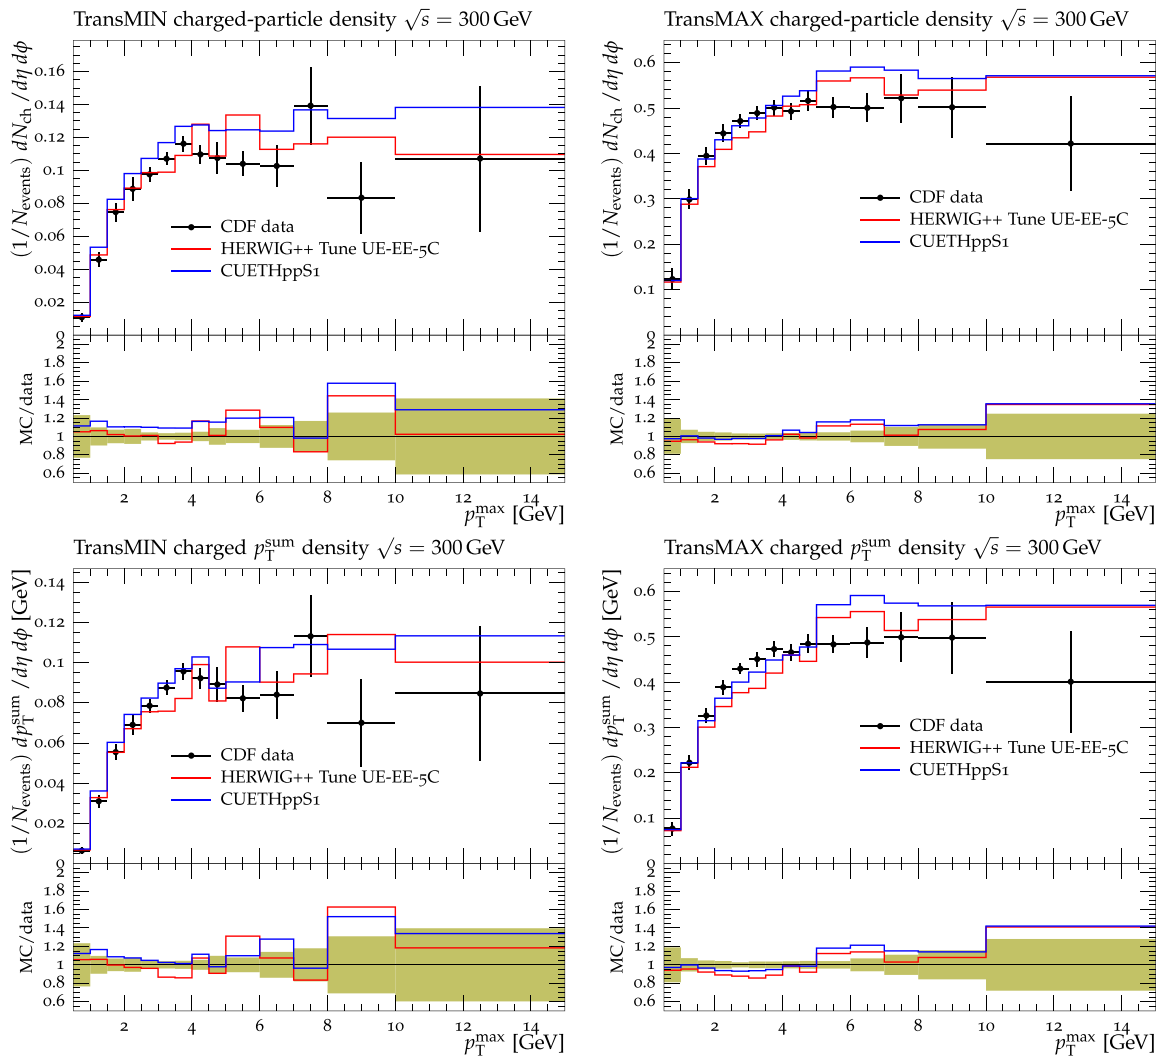 TransMIN charged-particle density √s = 300 GeV
(1/N_events) dN_ch/dη dφ
0.16
0.14
0.12
0.1
0.08
0.06
0.04
0.02
0
CDF data
HERWIG++ Tune UE-EE-5C
CUETHppS1
MC/data
2
1.8
1.6
1.4
1.2
1
0.8
0.6
2 4 6 8 10 12 14
p_T^max [GeV]
TransMAX charged-particle density √s = 300 GeV
(1/N_events) dN_ch/dη dφ
0.6
0.5
0.4
0.3
0.2
0.1
0
CDF data
HERWIG++ Tune UE-EE-5C
CUETHppS1
MC/data
2
1.8
1.6
1.4
1.2
1
0.8
0.6
2 4 6 8 10 12 14
p_T^max [GeV]
TransMIN charged p_T^sum density √s = 300 GeV
(1/N_events) dp_T^sum/dη dφ [GeV]
0.14
0.12
0.1
0.08
0.06
0.04
0.02
0
CDF data
HERWIG++ Tune UE-EE-5C
CUETHppS1
MC/data
2
1.8
1.6
1.4
1.2
1
0.8
0.6
2 4 6 8 10 12 14
p_T^max [GeV]
TransMAX charged p_T^sum density √s = 300 GeV
(1/N_events) dp_T^sum/dη dφ [GeV]
0.6
0.5
0.4
0.3
0.2
0.1
0
CDF data
HERWIG++ Tune UE-EE-5C
CUETHppS1
MC/data
2
1.8
1.6
1.4
1.2
1
0.8
0.6
2 4 6 8 10 12 14
p_T^max [GeV]